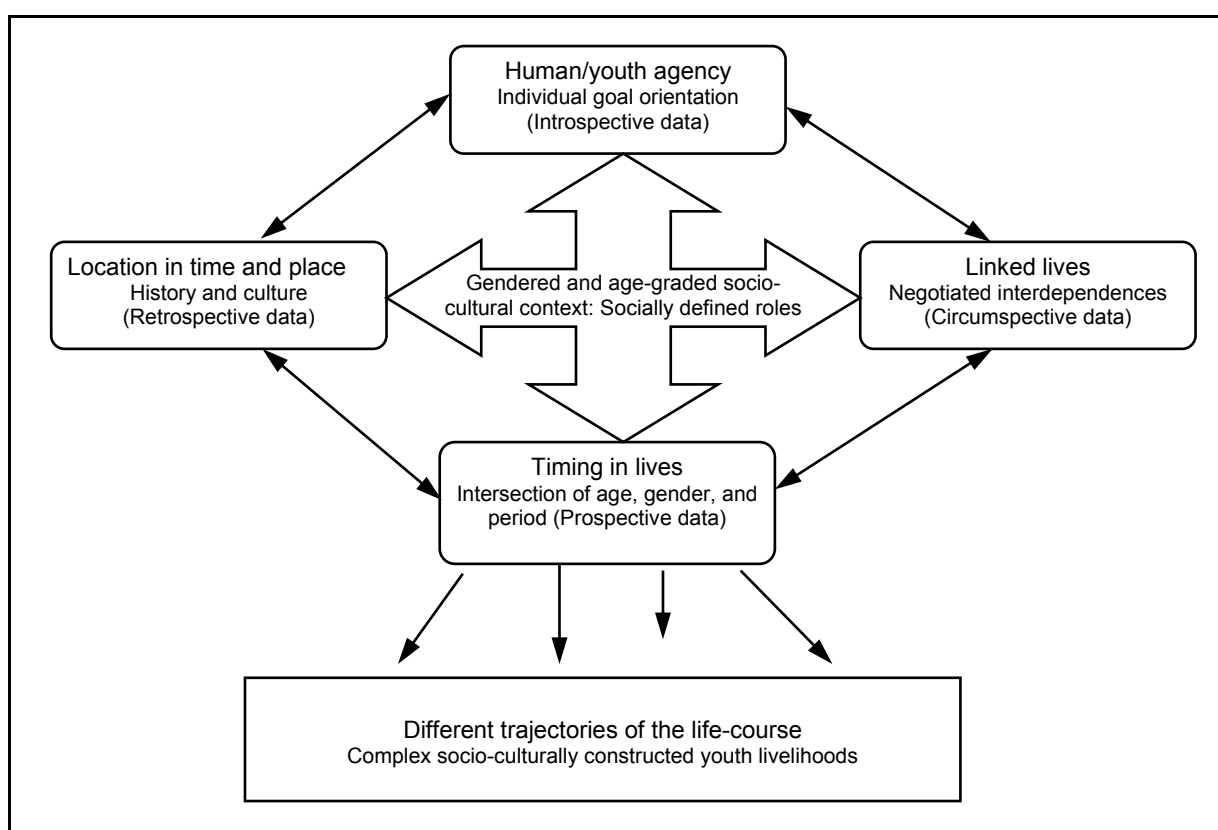 Human/youth agency
Individual goal orientation
(Introspective data)
Location in time and place
History and culture
(Retrospective data)
Gendered and age-graded socio-
cultural context: Socially defined roles
Linked lives
Negotiated interdependences
(Circumspective data)
Timing in lives
Intersection of age, gender, and
period (Prospective data)
Different trajectories of the life-course
Complex socio-culturally constructed youth livelihoods